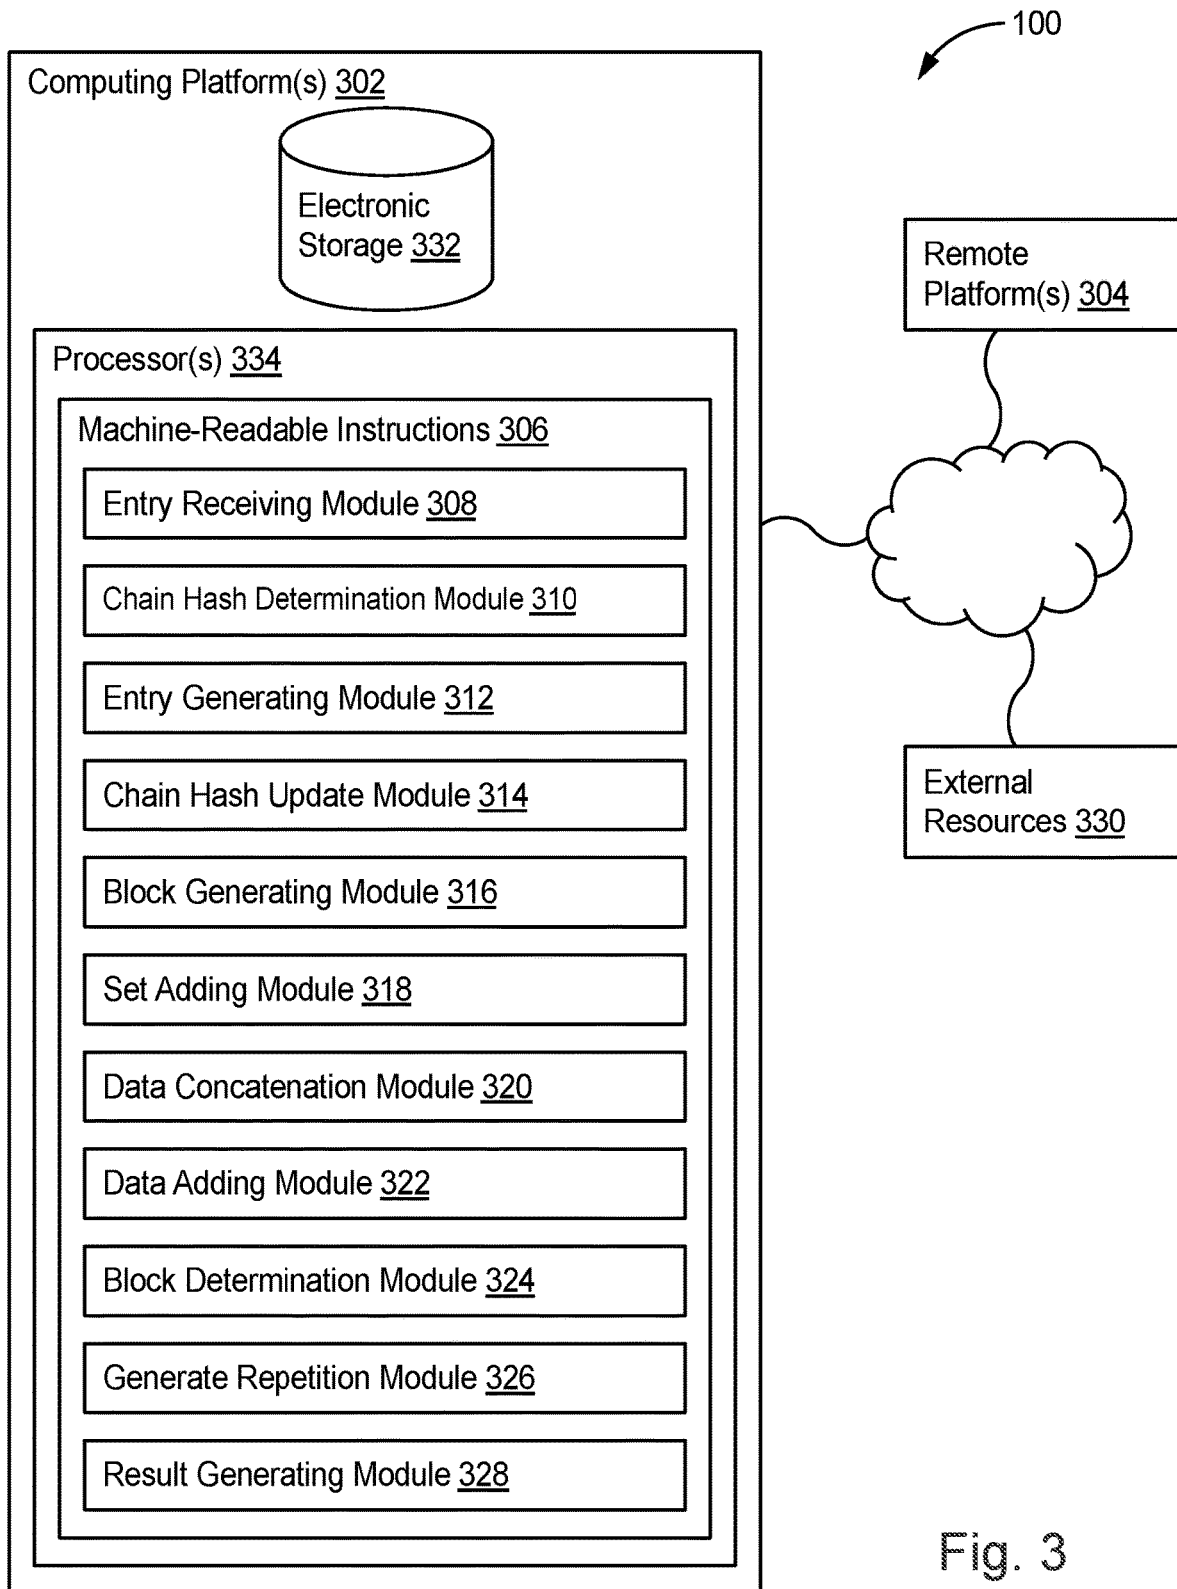 100
Computing Platform(s) 302
Electronic
Storage 332
Remote
Platform(s) 304
Processor(s) 334
Machine-Readable Instructions 306
Entry Receiving Module 308
Chain Hash Determination Module 310
Entry Generating Module 312
Chain Hash Update Module 314
External
Resources 330
Block Generating Module 316
Set Adding Module 318
Data Concatenation Module 320
Data Adding Module 322
Block Determination Module 324
Generate Repetition Module 326
Result Generating Module 328
Fig. 3